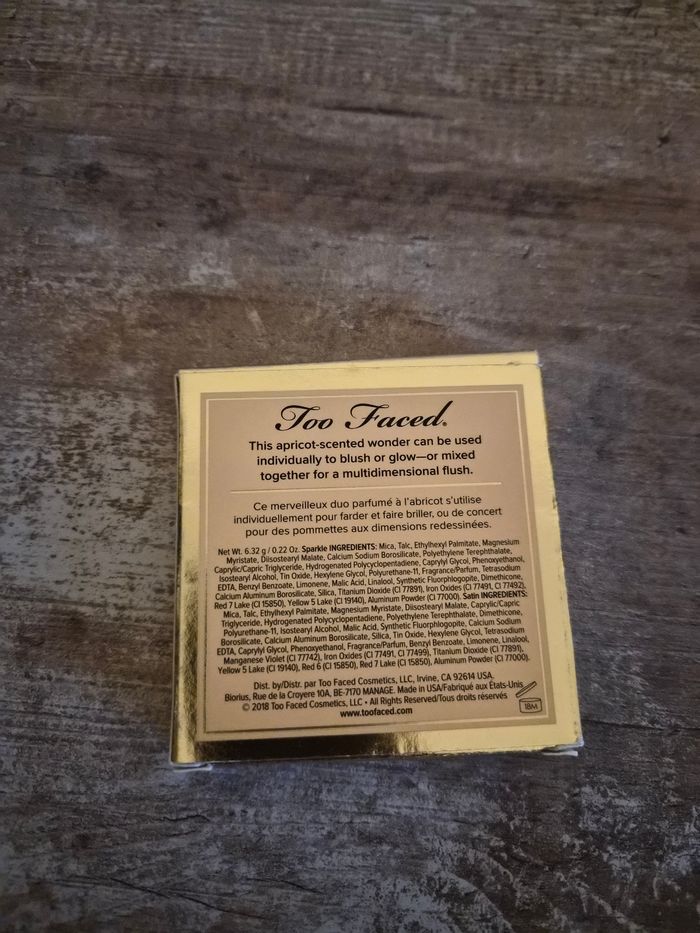 Too Faced.
This apricot-scented wonder can be used
individually to blush or glow—or mixed
together for a multidimensional flush.
Ce merveilleux duo parfumé à l'abricot s'utilise
individuellement pour farder et faire briller, ou de concert
pour des pommettes aux dimensions redessinées.
Net Wt. 6.32 g / 0.22 Oz. Sparkle INGREDIENTS: Mica, Talc, Ethylhexyl Palmitate, Magnesium
Myristate, Diisostearyl Malate, Calcium Sodium Borosilicate, Polyethylene Terephthalate,
Caprylic/Capric Triglyceride, Hydrogenated Polycyclopentadiene, Caprylyl Glycol, Phenoxyethanol,
Isostearyl Alcohol, Tin Oxide, Hexylene Glycol, Polyurethane-11, Fragrance/Parfum, Tetrasodium
EDTA, Benzyl Benzoate, Limonene, Malic Acid, Linalool, Synthetic Fluorphlogopite, Dimethicone,
Calcium Aluminum Borosilicate, Silica, Titanium Dioxide (CI 77891), Iron Oxides (CI 77491, CI 77492),
Red 7 Lake (CI 15850), Yellow 5 Lake (CI 19140), Aluminum Powder (CI 77000). Satin INGREDIENTS:
Mica, Talc, Ethylhexyl Palmitate, Magnesium Myristate, Diisostearyl Malate, Caprylic/Capric
Triglyceride, Hydrogenated Polycyclopentadiene, Polyethylene Terephthalate, Dimethicone,
Polyurethane-11, Isostearyl Alcohol, Malic Acid, Synthetic Fluorphlogopite, Calcium Sodium
Borosilicate, Calcium Aluminum Borosilicate, Silica, Tin Oxide, Hexylene Glycol, Tetrasodium
EDTA, Caprylyl Glycol, Phenoxyethanol, Fragrance/Parfum, Benzyl Benzoate, Limonene, Linalool,
Manganese Violet (CI 77742), Iron Oxides (CI 77491, CI 77499), Titanium Dioxide (CI 77891),
Yellow 5 Lake (CI 19140), Red 6 (CI 15850), Red 7 Lake (CI 15850), Aluminum Powder (CI 77000).
Dist. by/Distr. par Too Faced Cosmetics, LLC, Irvine, CA 92614 USA.
Biorius, Rue de la Croyere 10A, BE-7170 MANAGE. Made in USA/Fabriqué aux États-Unis
© 2018 Too Faced Cosmetics, LLC • All Rights Reserved/Tous droits réservés
www.toofaced.com
18M